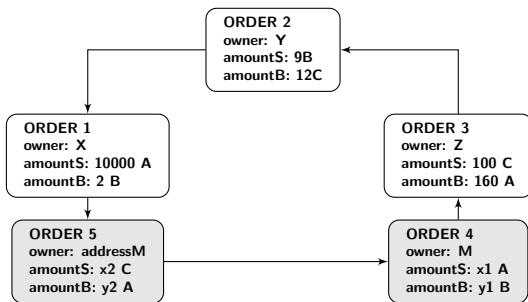 ORDER 2
owner: Y
amountS: 9B
amountB: 12C
ORDER 1
owner: X
amountS: 10000 A
amountB: 2 B
ORDER 3
owner: Z
amountS: 100 C
amountB: 160 A
ORDER 5
owner: addressM
amountS: x2 C
amountB: y2 A
ORDER 4
owner: M
amountS: x1 A
amountB: y1 B